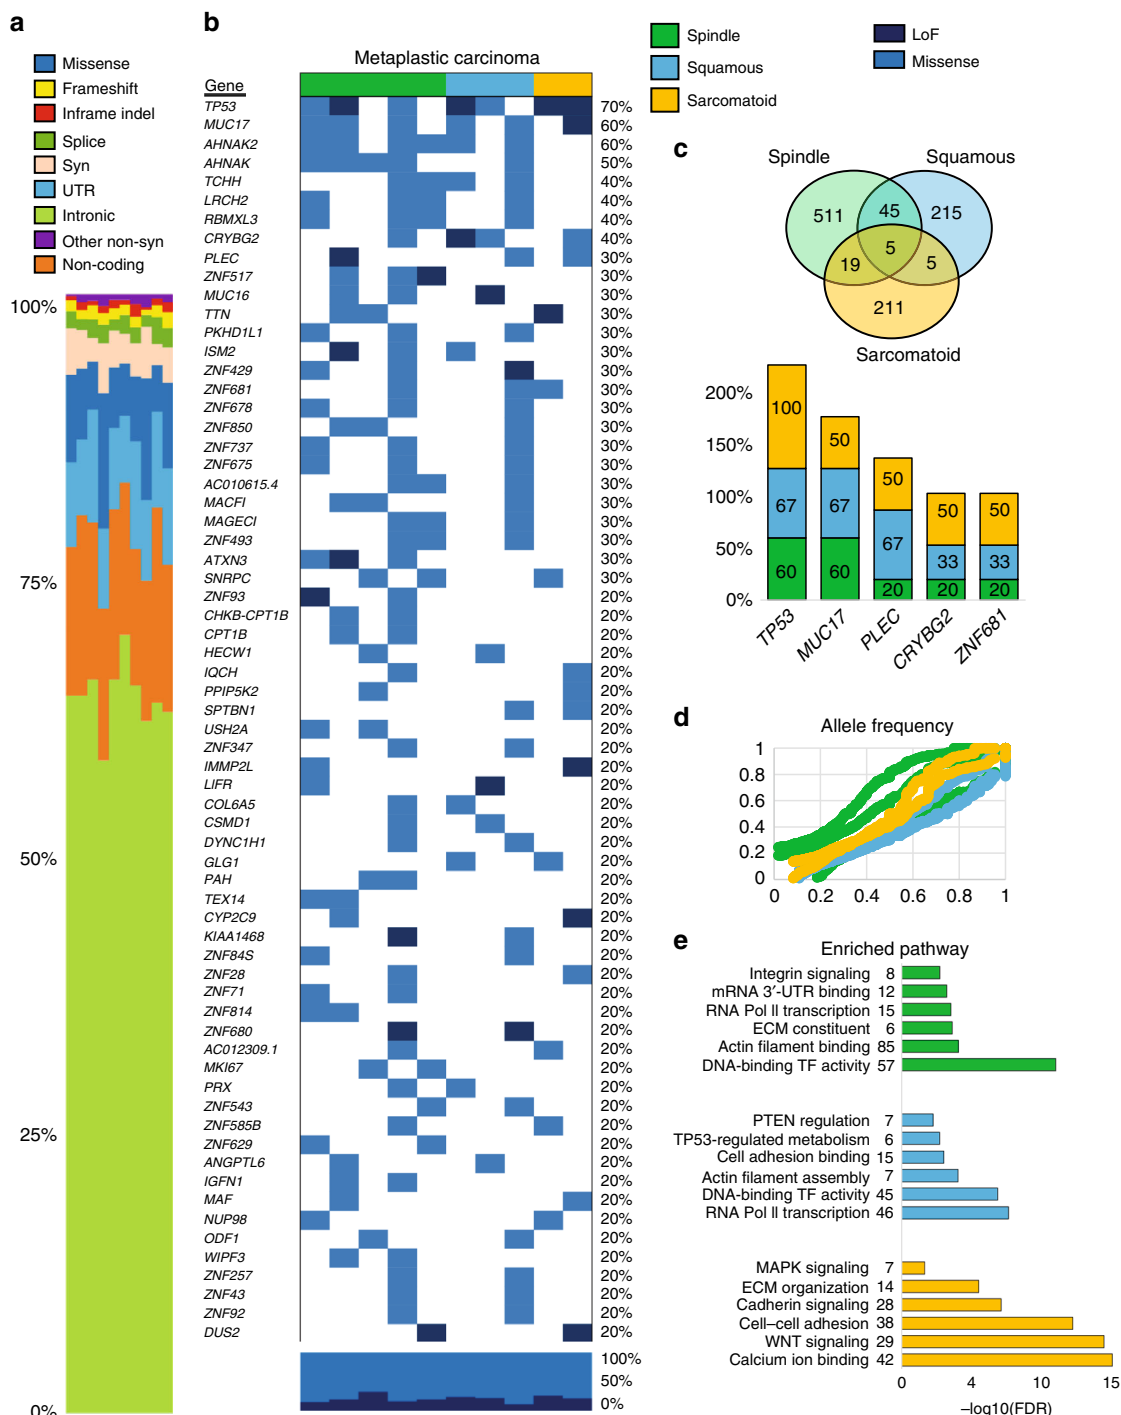 a
Missense
Frameshift
Inframe indel
Splice
Syn
UTR
Intronic
Other non-syn
Non-coding
100%
75%
50%
25%
0%
b
Metaplastic carcinoma
Gene
TP53 70%
MUC17 60%
AHNAK2 60%
AHNAK 50%
TCHH 40%
LRCH2 40%
RBMXL3 40%
CRYBG2 40%
PLEC 30%
ZNF517 30%
MUC16 30%
TTN 30%
PKHD1L1 30%
ISM2 30%
ZNF429 30%
ZNF681 30%
ZNF678 30%
ZNF850 30%
ZNF737 30%
ZNF675 30%
AC010615.4 30%
MACFI 30%
MAGECI 30%
ZNF493 30%
ATXN3 30%
SNRPC 30%
ZNF93 20%
CHKB-CPT1B 20%
CPT1B 20%
HECW1 20%
IQCH 20%
PPIP5K2 20%
SPTBN1 20%
USH2A 20%
ZNF347 20%
IMMP2L 20%
LIFR 20%
COL6A5 20%
CSMD1 20%
DYNC1H1 20%
GLG1 20%
PAH 20%
TEX14 20%
CYP2C9 20%
KIAA1468 20%
ZNF84S 20%
ZNF28 20%
ZNF71 20%
ZNF814 20%
ZNF680 20%
AC012309.1 20%
MKI67 20%
PRX 20%
ZNF543 20%
ZNF585B 20%
ZNF629 20%
ANGPTL6 20%
IGFN1 20%
MAF 20%
NUP98 20%
ODF1 20%
WIPF3 20%
ZNF257 20%
ZNF43 20%
ZNF92 20%
DUS2 20%
100%
50%
0%
Spindle
Squamous
Sarcomatoid
LoF
Missense
c
Spindle Squamous
511 45 215
5
19 5
211
Sarcomatoid
200%
150%
100%
50%
0%
100
67
60
50
67
60
50
67
20
50
33
20
50
33
20
TP53 MUC17 PLEC CRYBG2 ZNF681
d
Allele frequency
1
0.8
0.6
0.4
0.2
0
0 0.2 0.4 0.6 0.8 1
e
Enriched pathway
Integrin signaling 8
mRNA 3′-UTR binding 12
RNA Pol II transcription 15
ECM constituent 6
Actin filament binding 85
DNA-binding TF activity 57
PTEN regulation 7
TP53-regulated metabolism 6
Cell adhesion binding 15
Actin filament assembly 7
DNA-binding TF activity 45
RNA Pol II transcription 46
MAPK signaling 7
ECM organization 14
Cadherin signaling 28
Cell–cell adhesion 38
WNT signaling 29
Calcium ion binding 42
0 4 10 15
–log10(FDR)